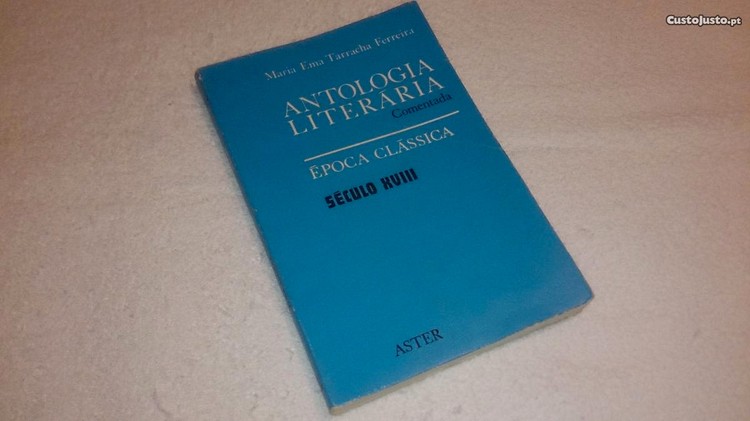 CustoJusto.pt
Maria Ema Tarracha Ferreira
ANTOLOGIA
LITERÁRIA
Comentada
ÉPOCA CLÁSSICA
SÉCULO XVIII
ASTER